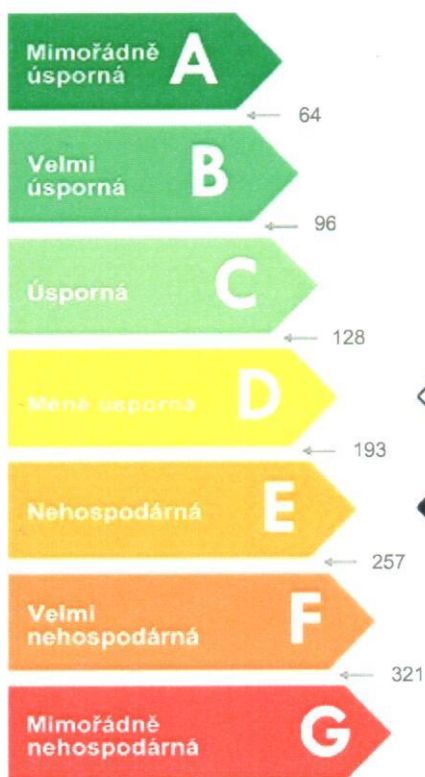 Mimořádně
úsporná
A
64
Velmi
úsporná
B
96
Úsporná
C
128
Méně úsporná
D
193
Nehospodárná
E
257
Velmi
nehospodárná
F
321
Mimořádně
nehospodárná
G